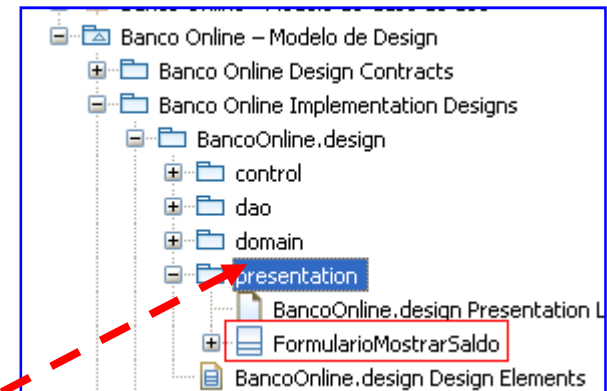 Banco Online – Modelo de Design
Banco Online Design Contracts
Banco Online Implementation Designs
BancoOnline.design
control
dao
domain
presentation
BancoOnline.design Presentation L
FormularioMostrarSaldo
BancoOnline.design Design Elements